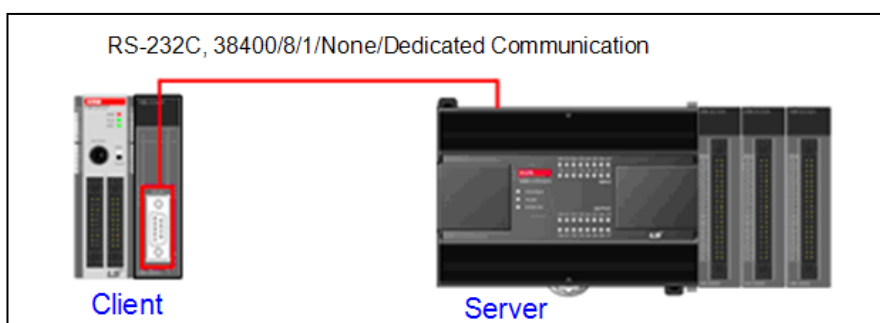 RS-232C, 38400/8/1/None/Dedicated Communication
Client
Server